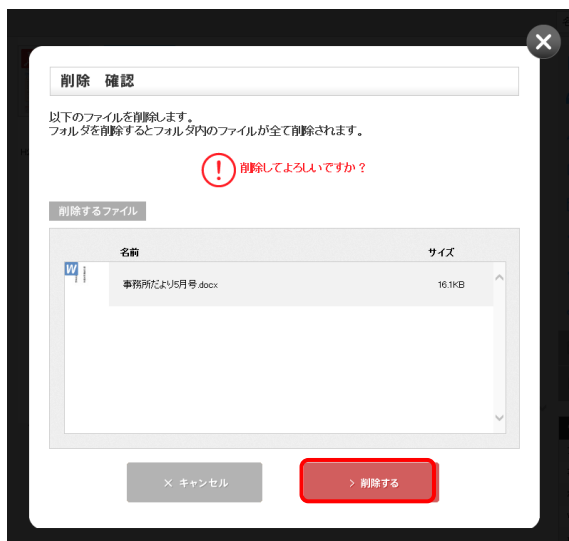 削除　確認
以下のファイルを削除します。
フォルダを削除するとフォルダ内のファイルが全て削除されます。
削除してよろしいですか？
削除するファイル
名前 サイズ
事務所だより5月号.docx 16.1KB
× キャンセル
> 削除する